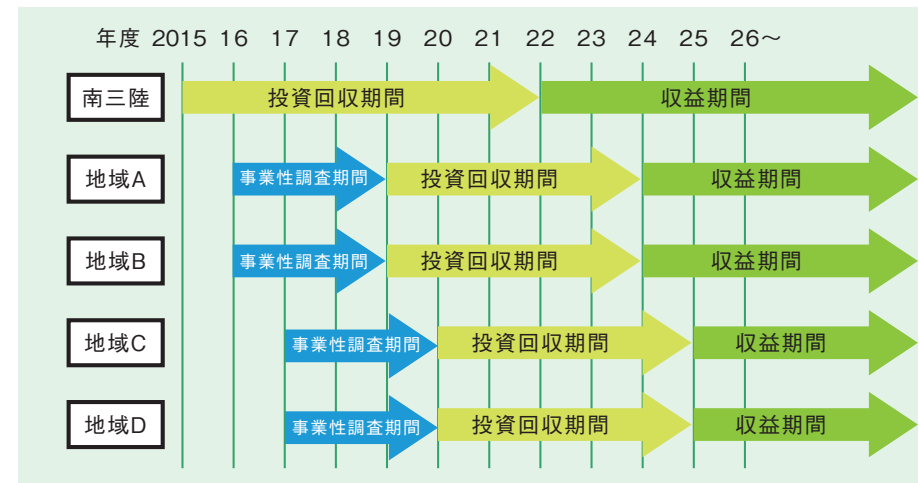 年度 2015 16 17 18 19 20 21 22 23 24 25 26～
南三陸 投資回収期間 収益期間
地域A 事業性調査期間 投資回収期間 収益期間
地域B 事業性調査期間 投資回収期間 収益期間
地域C 事業性調査期間 投資回収期間 収益期間
地域D 事業性調査期間 投資回収期間 収益期間